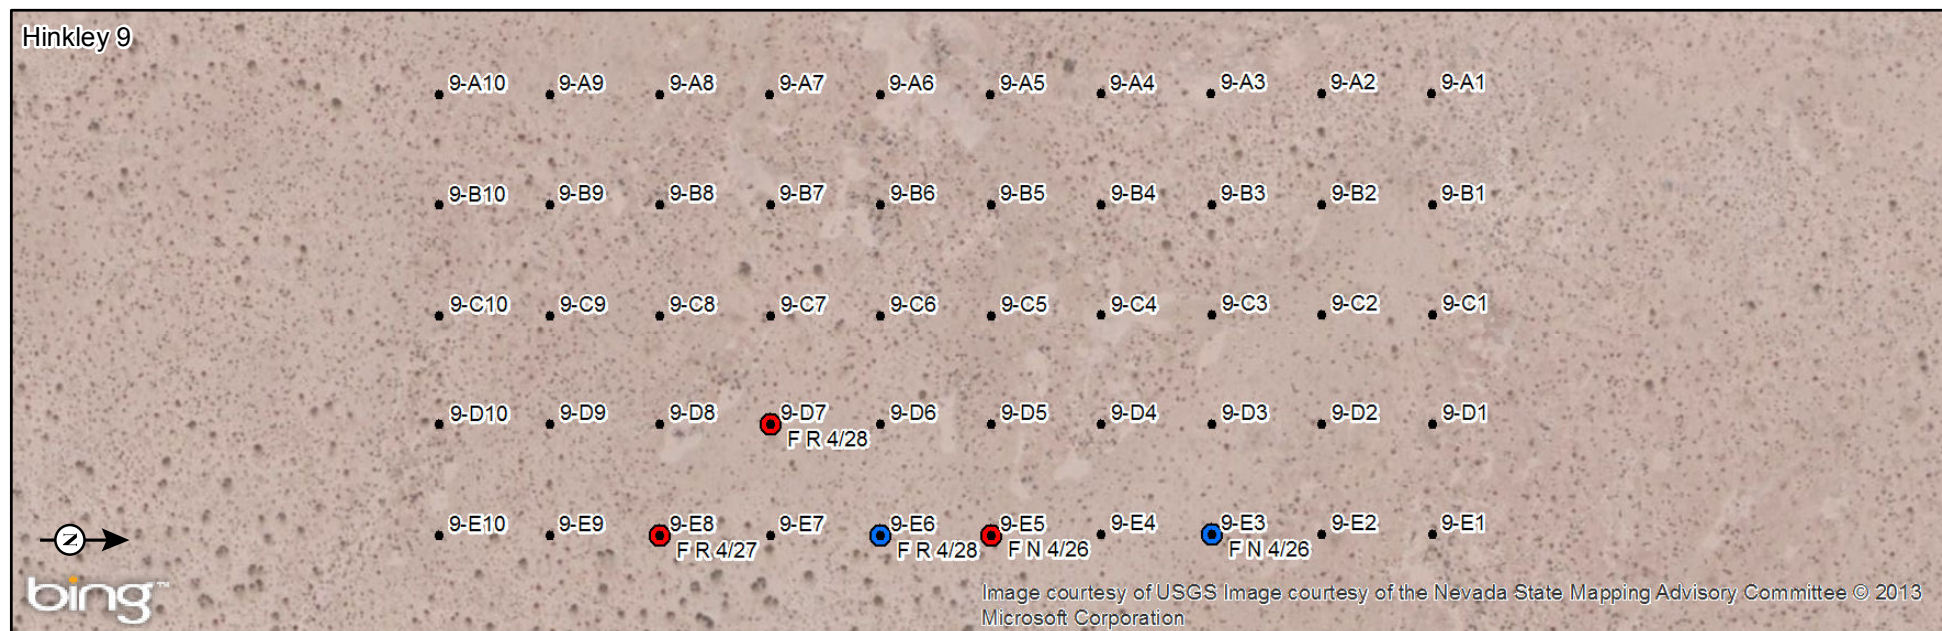 Hinkley 9
9-A10 9-A9 9-A8 9-A7 9-A6 9-A5 9-A4 9-A3 9-A2 9-A1
9-B10 9-B9 9-B8 9-B7 9-B6 9-B5 9-B4 9-B3 9-B2 9-B1
9-C10 9-C9 9-C8 9-C7 9-C6 9-C5 9-C4 9-C3 9-C2 9-C1
9-D10 9-D9 9-D8 9-D7 9-D6 9-D5 9-D4 9-D3 9-D2 9-D1
F R 4/28
9-E10 9-E9 9-E8 9-E7 9-E6 9-E5 9-E4 9-E3 9-E2 9-E1
F R 4/27 F R 4/28 F N 4/26 F N 4/26
N
bing™
Image courtesy of USGS Image courtesy of the Nevada State Mapping Advisory Committee © 2013
Microsoft Corporation